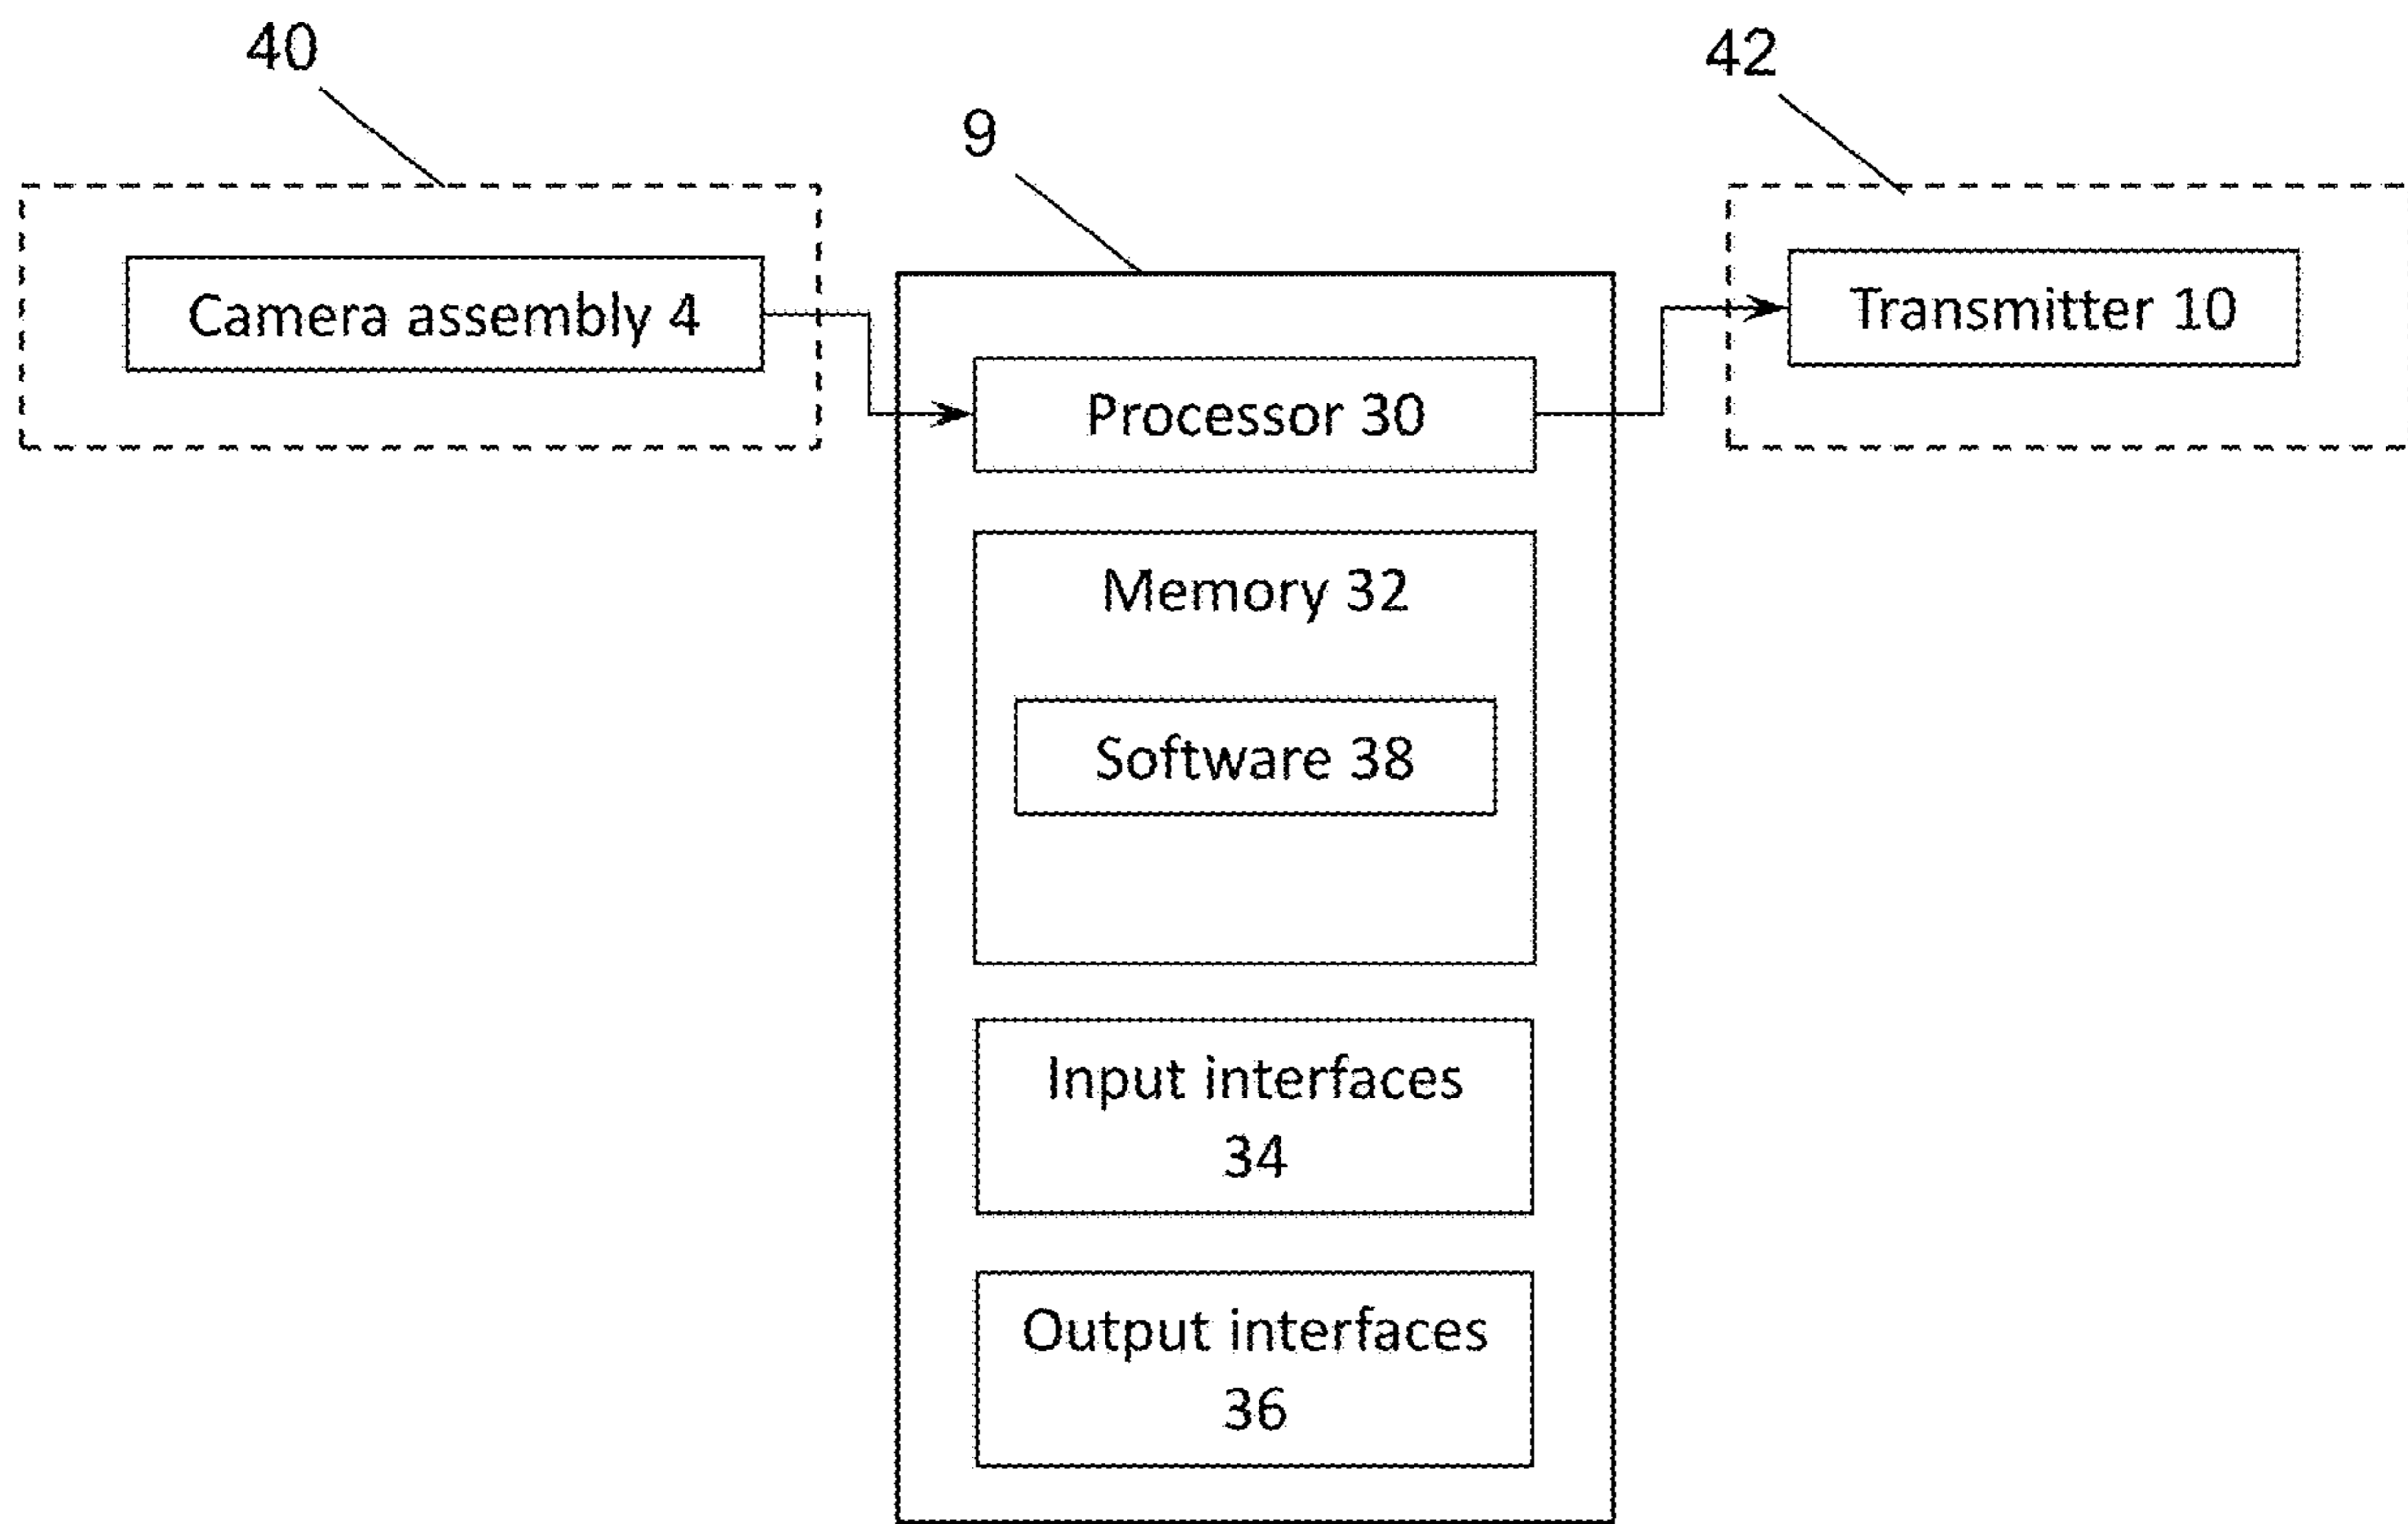 40
42
9
Camera assembly 4
Transmitter 10
Processor 30
Memory 32
Software 38
Input interfaces
34
Output interfaces
36